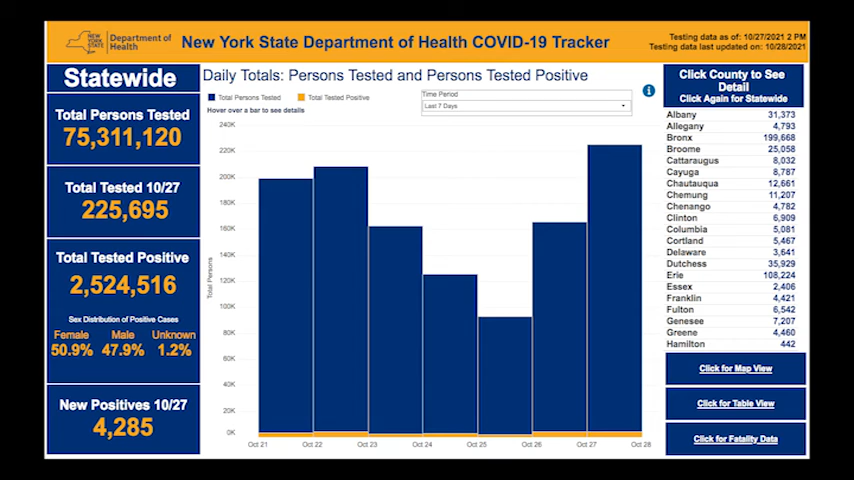 NEW YORK STATE
Department of Health
New York State Department of Health COVID-19 Tracker
Testing data as of: 10/27/2021 2 PM
Testing data last updated on: 10/28/2021
Statewide
Total Persons Tested
75,311,120
Total Tested 10/27
225,695
Total Tested Positive
2,524,516
Sex Distribution of Positive Cases
Female Male Unknown
50.9% 47.9% 1.2%
New Positives 10/27
4,285
Daily Totals: Persons Tested and Persons Tested Positive
Total Persons Tested Total Tested Positive
Hover over a bar to see details
Time Period
Last 7 Days
i
Total Persons
240K
220K
200K
180K
160K
140K
120K
100K
80K
60K
40K
20K
0K
Oct 21 Oct 22 Oct 23 Oct 24 Oct 25 Oct 26 Oct 27 Oct 28
Click County to See
Detail
Click Again for Statewide
Albany 31,373
Allegany 4,793
Bronx 199,668
Broome 25,058
Cattaraugus 8,032
Cayuga 8,787
Chautauqua 12,661
Chemung 11,207
Chenango 4,782
Clinton 6,909
Columbia 5,081
Cortland 5,467
Delaware 3,641
Dutchess 35,929
Erie 108,224
Essex 2,406
Franklin 4,421
Fulton 6,542
Genesee 7,207
Greene 4,460
Hamilton 442
Click for Map View
Click for Table View
Click for Fatality Data